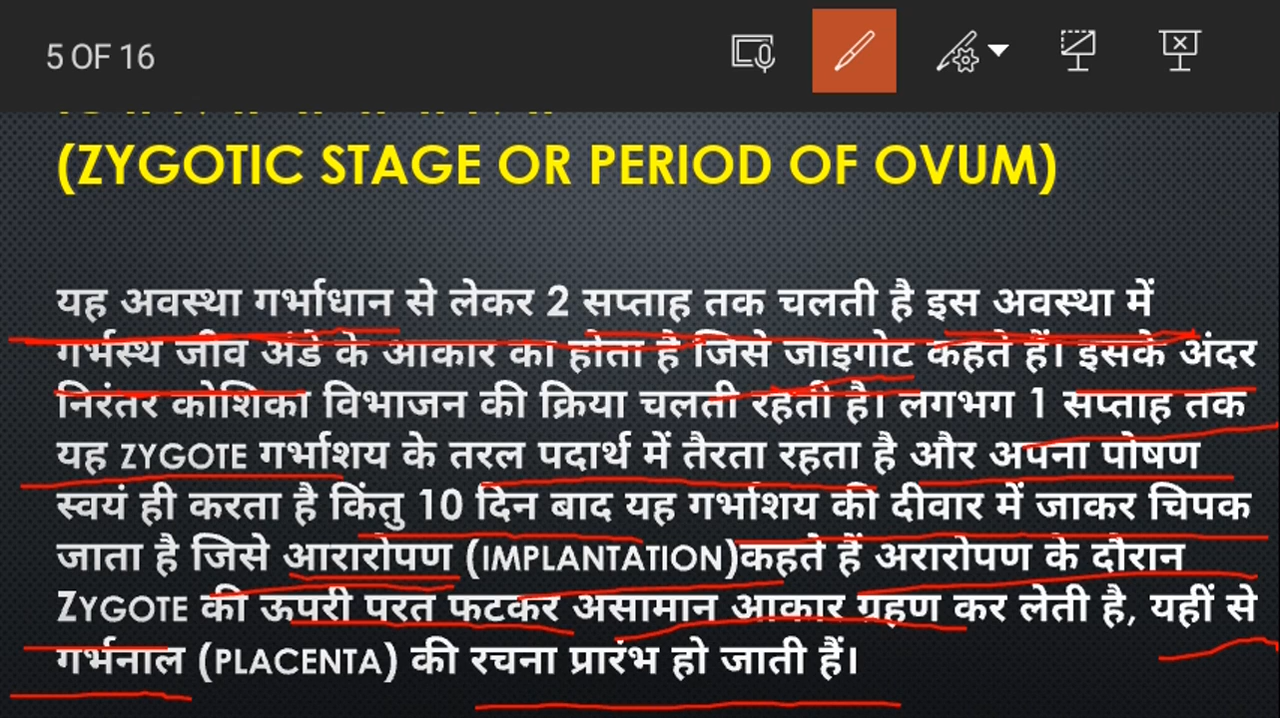 5 OF 16
(ZYGOTIC STAGE OR PERIOD OF OVUM)
यह अवस्था गर्भाधान से लेकर 2 सप्ताह तक चलती है इस अवस्था में
गर्भस्थ जीव अंडे के आकार का होता है जिसे जाइगोट कहते हैं। इसके अंदर
निरंतर कोशिका विभाजन की क्रिया चलती रहती है। लगभग 1 सप्ताह तक
यह ZYGOTE गर्भाशय के तरल पदार्थ में तैरता रहता है और अपना पोषण
स्वयं ही करता है किंतु 10 दिन बाद यह गर्भाशय की दीवार में जाकर चिपक
जाता है जिसे आरारोपण (IMPLANTATION)कहते हैं अरारोपण के दौरान
ZYGOTE की ऊपरी परत फटकर असामान आकार ग्रहण कर लेती है, यहीं से
गर्भनाल (PLACENTA) की रचना प्रारंभ हो जाती हैं।